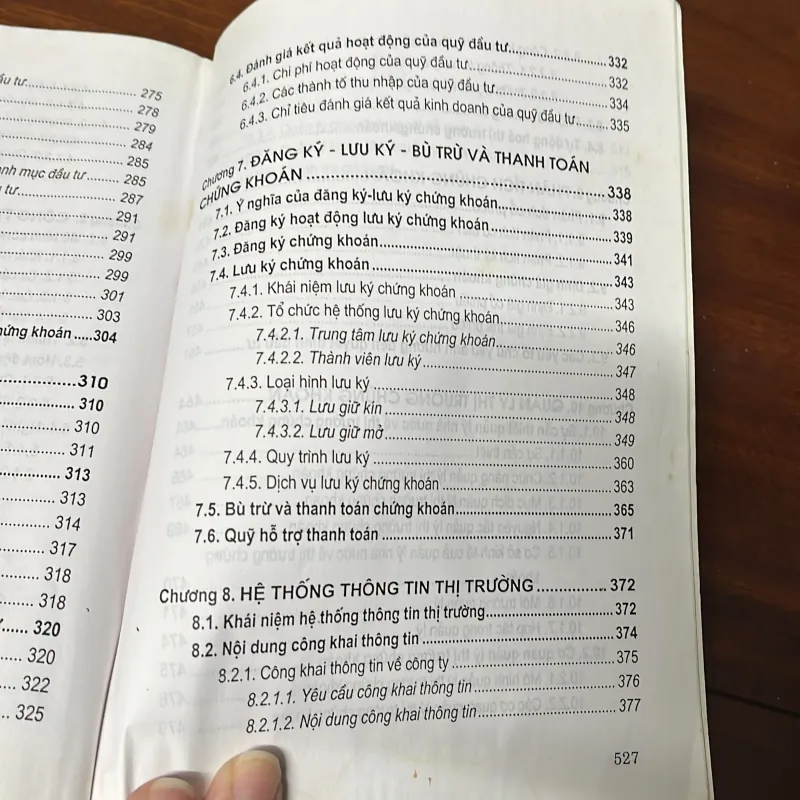 ầu tư........ 275
278
279
284
285
nh mục đầu tư......... 285
tư........ 287
291
291
299
299
301
303
hứng khoán .....304
310
310
310
311
313
313
314
317
318
318
320
320
322
325
6.4. Đánh giá kết quả hoạt động của quỹ đầu tư........ 332
6.4.1. Chi phí hoạt động của quỹ đầu tư........ 332
6.4.2. Các thành tố thu nhập của quỹ đầu tư........ 334
6.4.3. Chỉ tiêu đánh giá kết quả kinh doanh của quỹ đầu tư........ 335
Chương 7. ĐĂNG KÝ - LƯU KÝ - BÙ TRỪ VÀ THANH TOÁN
CHỨNG KHOÁN ........ 338
7.1. Ý nghĩa của đăng ký-lưu ký chứng khoán........ 338
7.2. Đăng ký hoạt động lưu ký chứng khoán ........ 339
7.3. Đăng ký chứng khoán........ 341
7.4. Lưu ký chứng khoán ........ 343
7.4.1. Khái niệm lưu ký chứng khoán ........ 343
7.4.2. Tổ chức hệ thống lưu ký chứng khoán........ 346
7.4.2.1. Trung tâm lưu ký chứng khoán........ 346
7.4.2.2. Thành viên lưu ký........ 347
7.4.3. Loại hình lưu ký ........ 348
7.4.3.1. Lưu giữ kín ........ 348
7.4.3.2. Lưu giữ mở........ 349
7.4.4. Quy trình lưu ký ........ 360
7.4.5. Dịch vụ lưu ký chứng khoán ........ 363
7.5. Bù trừ và thanh toán chứng khoán........ 365
7.6. Quỹ hỗ trợ thanh toán ........ 371
Chương 8. HỆ THỐNG THÔNG TIN THỊ TRƯỜNG ........ 372
8.1. Khái niệm hệ thống thông tin thị trường........ 372
8.2. Nội dung công khai thông tin ........ 374
8.2.1. Công khai thông tin về công ty ........ 375
8.2.1.1. Yêu cầu công khai thông tin ........ 376
8.2.1.2. Nội dung công khai thông tin........ 377
527